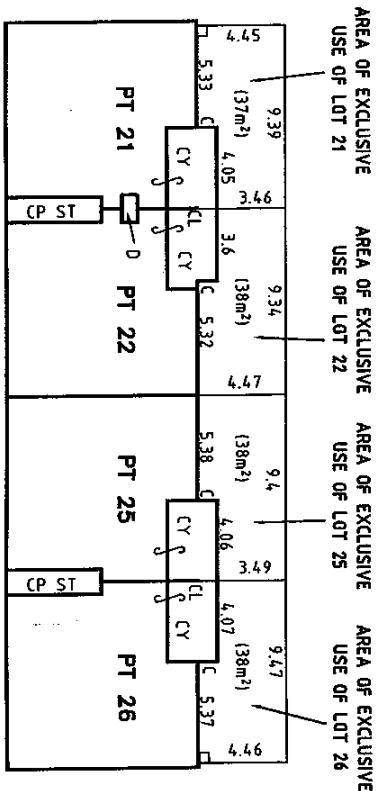 AREA OF EXCLUSIVE
USE OF LOT 21
AREA OF EXCLUSIVE
USE OF LOT 22
AREA OF EXCLUSIVE
USE OF LOT 25
AREA OF EXCLUSIVE
USE OF LOT 26
4.45
9.39
(37m²)
5.33
C
PT 21
CY
4.05
CL
3.46
CP ST
D
CY
3.6
C
9.34
(38m²)
5.32
PT 22
4.47
9.4
(38m²)
5.38
C
PT 25
CY
4.06
CL
3.49
CP ST
CY
4.07
C
9.47
(38m²)
5.37
PT 26
4.46